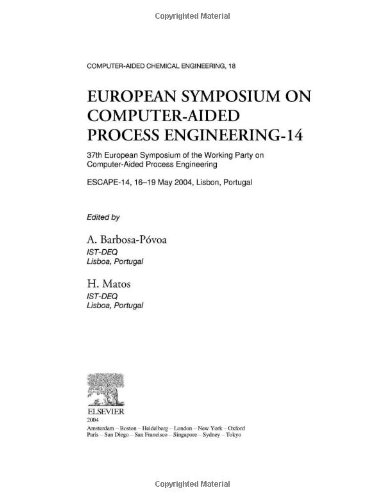 Copyrighted Material
COMPUTER-AIDED CHEMICAL ENGINEERING, 18
EUROPEAN SYMPOSIUM ON
COMPUTER-AIDED
PROCESS ENGINEERING-14
37th European Symposium of the Working Party on
Computer-Aided Process Engineering
ESCAPE-14, 16–19 May 2004, Lisbon, Portugal
Edited by
A. Barbosa-Póvoa
IST-DEQ
Lisboa, Portugal
H. Matos
IST-DEQ
Lisboa, Portugal
ELSEVIER
2004
Amsterdam – Boston – Heidelberg – London – New York – Oxford
Paris – San Diego – San Francisco – Singapore – Sydney – Tokyo
Copyrighted Material